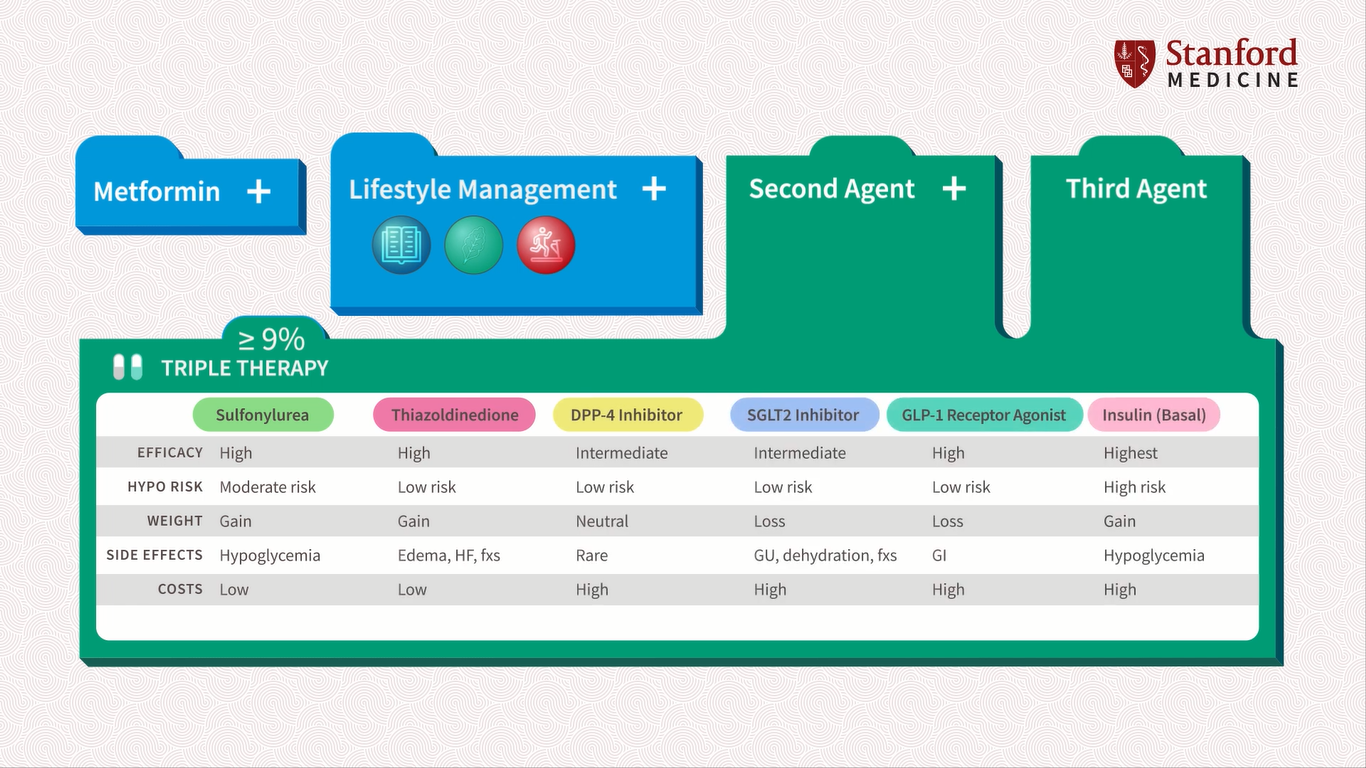 Stanford
MEDICINE
Metformin +
Lifestyle Management +
Second Agent +
Third Agent
≥ 9%
TRIPLE THERAPY
Sulfonylurea Thiazoldinedione DPP-4 Inhibitor SGLT2 Inhibitor GLP-1 Receptor Agonist Insulin (Basal)
EFFICACY High High Intermediate Intermediate High Highest
HYPO RISK Moderate risk Low risk Low risk Low risk Low risk High risk
WEIGHT Gain Gain Neutral Loss Loss Gain
SIDE EFFECTS Hypoglycemia Edema, HF, fxs Rare GU, dehydration, fxs GI Hypoglycemia
COSTS Low Low High High High High